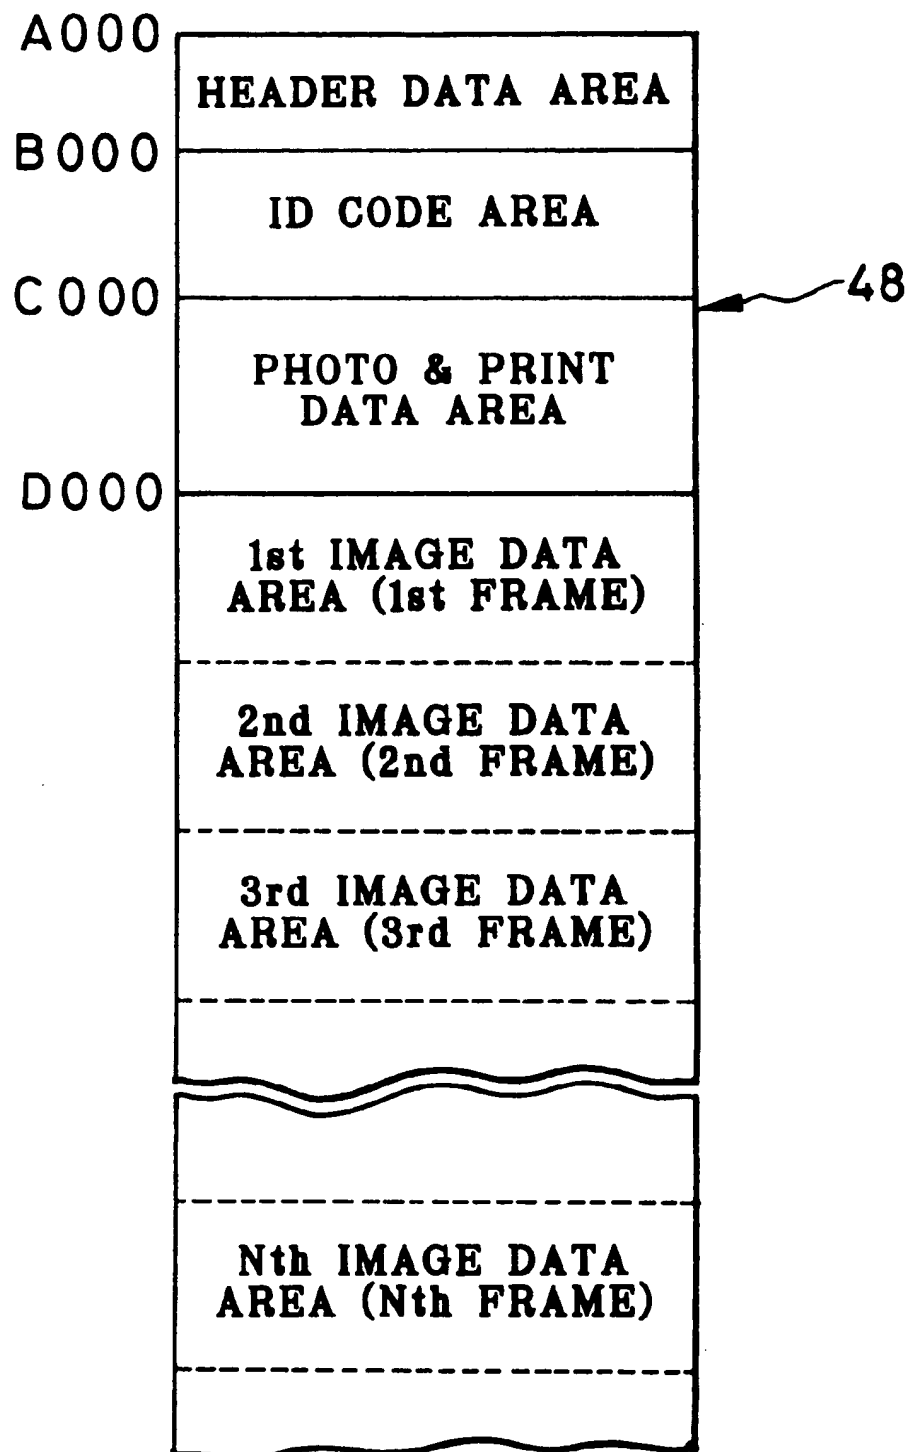 A000
HEADER DATA AREA
B000
ID CODE AREA
C000
48
PHOTO & PRINT
DATA AREA
D000
1st IMAGE DATA
AREA (1st FRAME)
2nd IMAGE DATA
AREA (2nd FRAME)
3rd IMAGE DATA
AREA (3rd FRAME)
Nth IMAGE DATA
AREA (Nth FRAME)